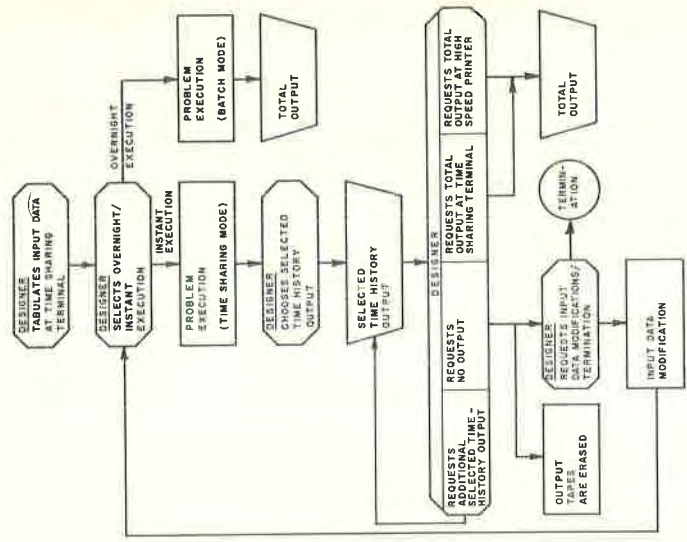 DESIGNER
TABULATES INPUT DATA
AT TIME SHARING
TERMINAL
DESIGNER
SELECTS OVERNIGHT/
INSTANT
EXECUTION
OVERNIGHT
EXECUTION
PROBLEM
EXECUTION
(BATCH MODE)
TOTAL
OUTPUT
INSTANT
EXECUTION
PROBLEM
EXECUTION
(TIME SHARING MODE)
DESIGNER
CHOOSES SELECTED
TIME HISTORY
OUTPUT
SELECTED
TIME HISTORY
OUTPUT
DESIGNER
REQUESTS
ADDITIONAL
SELECTED TIME-
HISTORY OUTPUT
REQUESTS
NO OUTPUT
REQUESTS TOTAL
OUTPUT AT TIME
SHARING TERMINAL
REQUESTS TOTAL
OUTPUT AT HIGH
SPEED PRINTER
OUTPUT
TAPES
ARE ERASED
DESIGNER
REQUESTS INPUT
DATA MODIFICATIONS/
TERMINATION
TERMIN-
ATION
TOTAL
OUTPUT
INPUT DATA
MODIFICATION